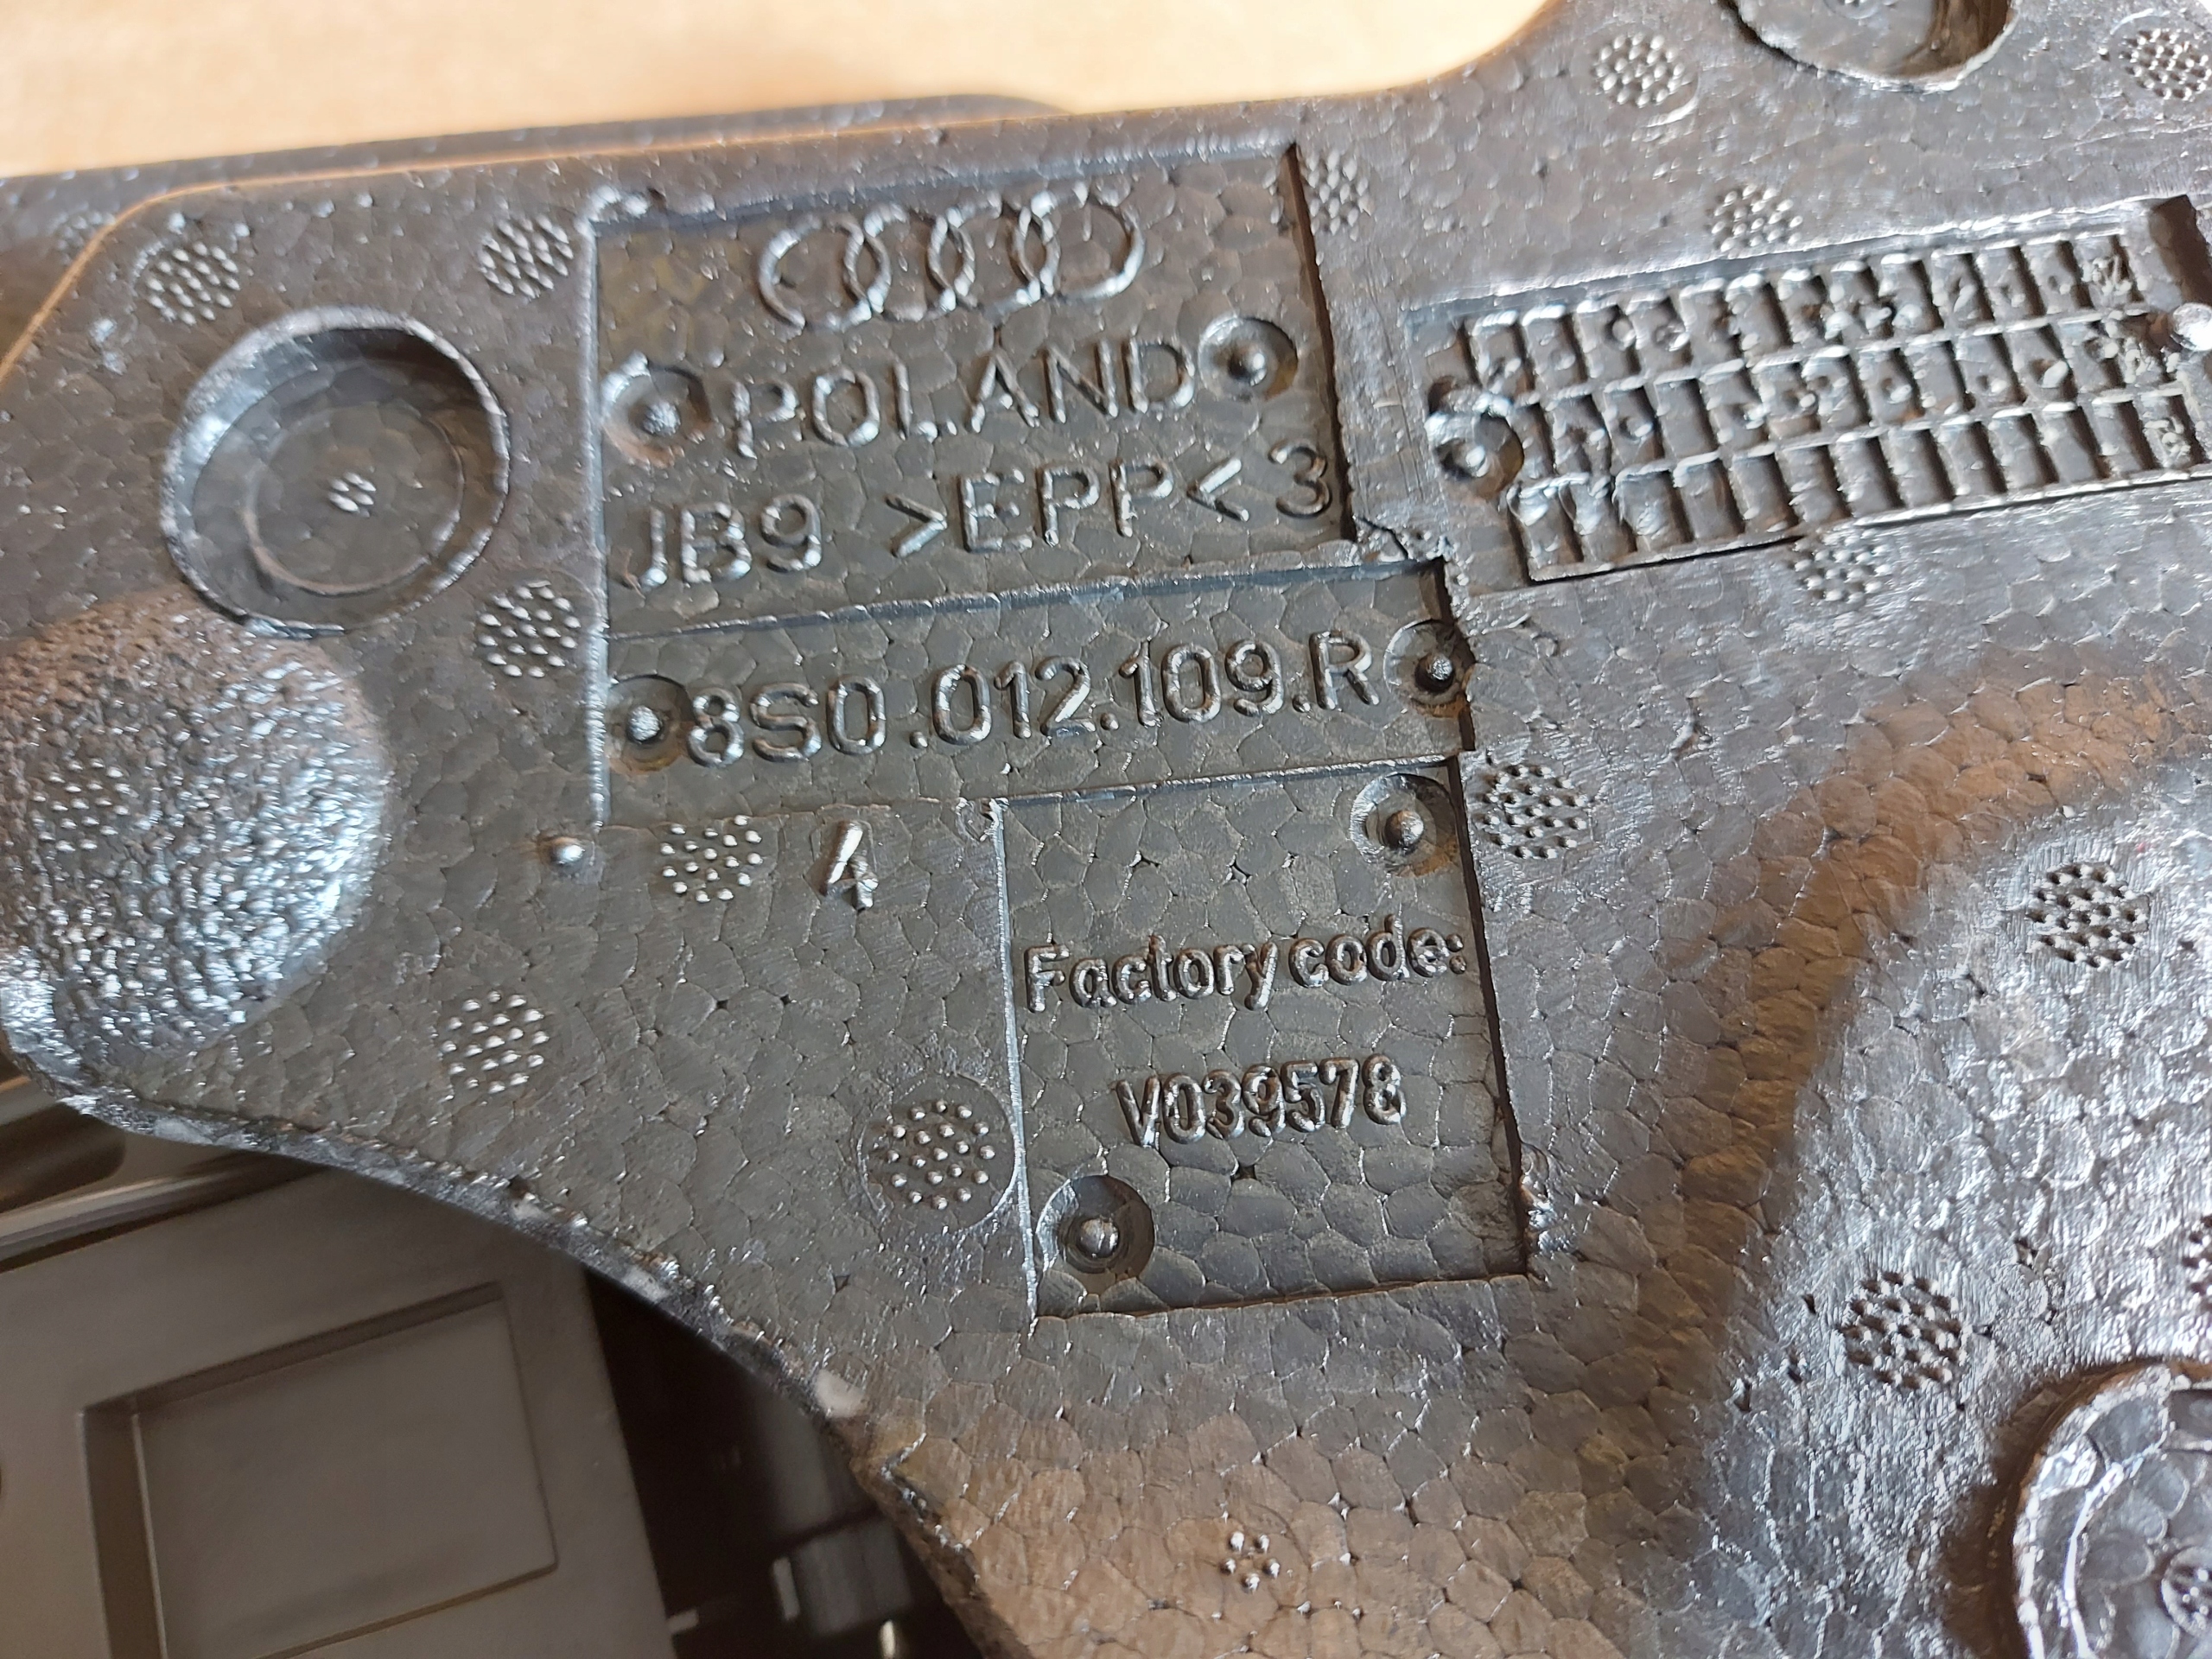 POLAND
JB9 >EPP< 3
8S0.012.109.R
4
Factory code:
V039578